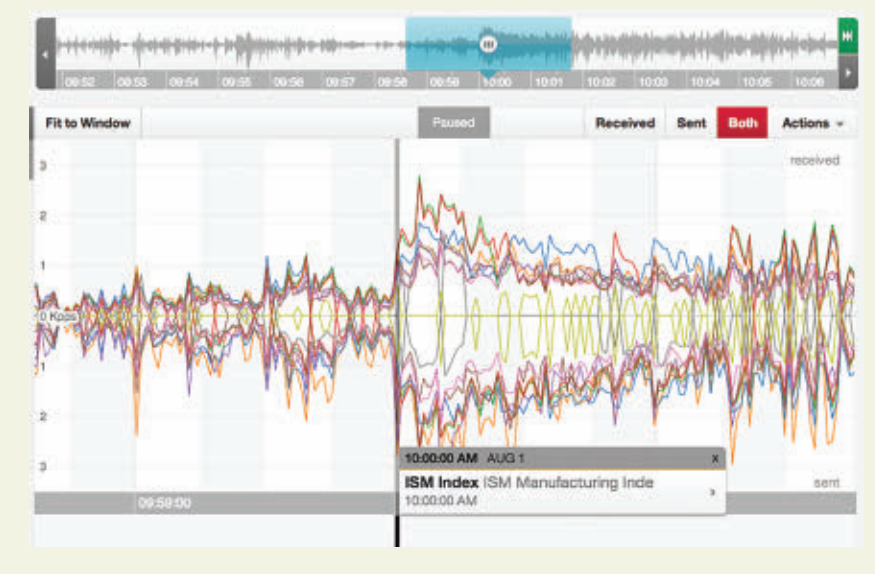 09:52 09:53 09:54 09:55 09:56 09:57 09:58 09:59 10:00 10:01 10:02 10:03 10:04 10:05 10:06
Fit to Window Paused Received Sent Both Actions
received
3
2
1
0 Kpps
1
2
3
10:00:00 AM AUG 1 x
ISM Index ISM Manufacturing Inde
10:00:00 AM
sent
09:59:00